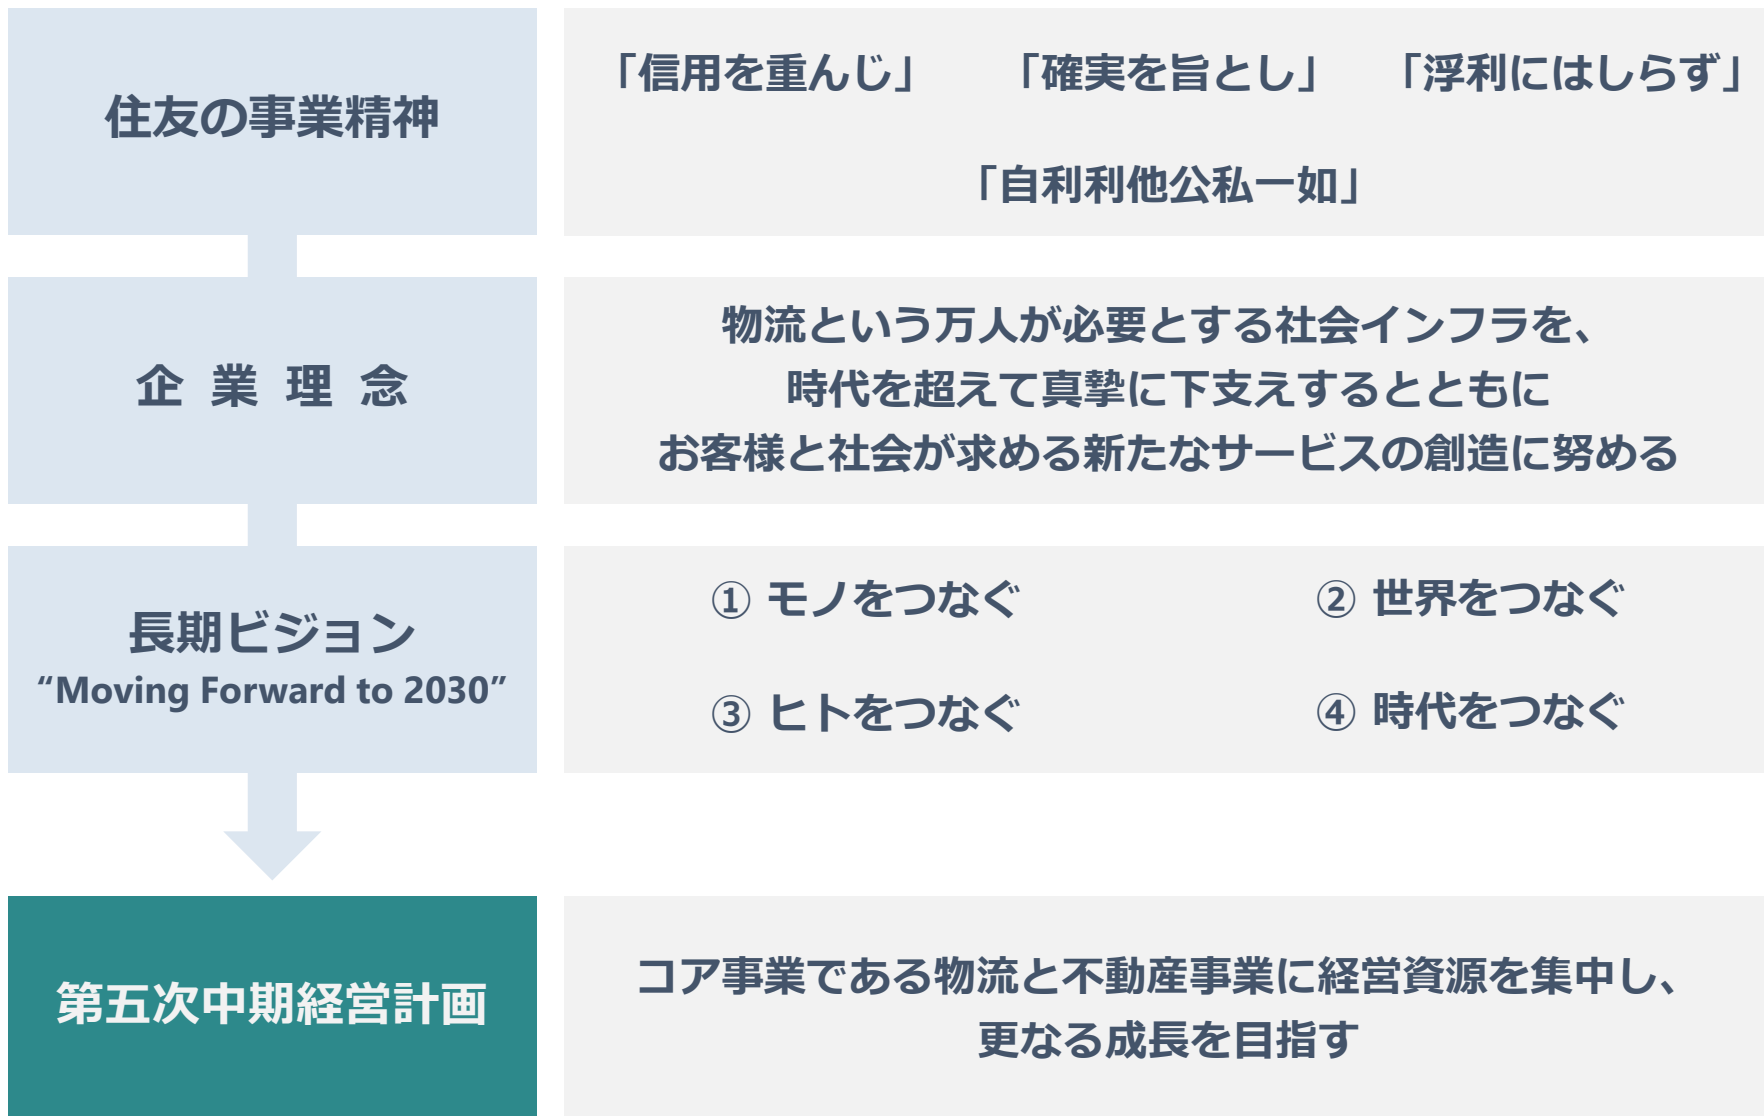 住友の事業精神
「信用を重んじ」 「確実を旨とし」 「浮利にはしらず」
「自利利他公私一如」
企業理念
物流という万人が必要とする社会インフラを、
時代を超えて真摯に下支えするとともに
お客様と社会が求める新たなサービスの創造に努める
長期ビジョン
“Moving Forward to 2030”
① モノをつなぐ ② 世界をつなぐ
③ ヒトをつなぐ ④ 時代をつなぐ
第五次中期経営計画
コア事業である物流と不動産事業に経営資源を集中し、
更なる成長を目指す